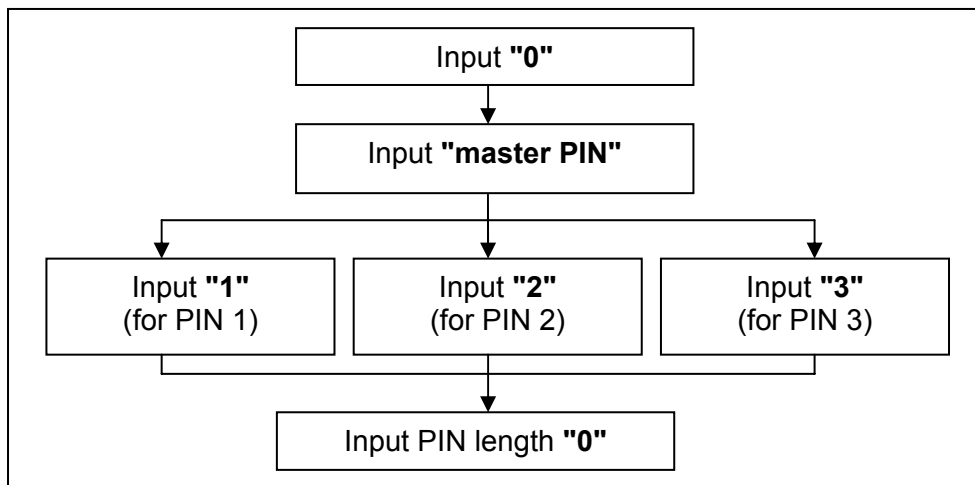 Input "0"
Input "master PIN"
Input "1"
(for PIN 1)
Input "2"
(for PIN 2)
Input "3"
(for PIN 3)
Input PIN length "0"